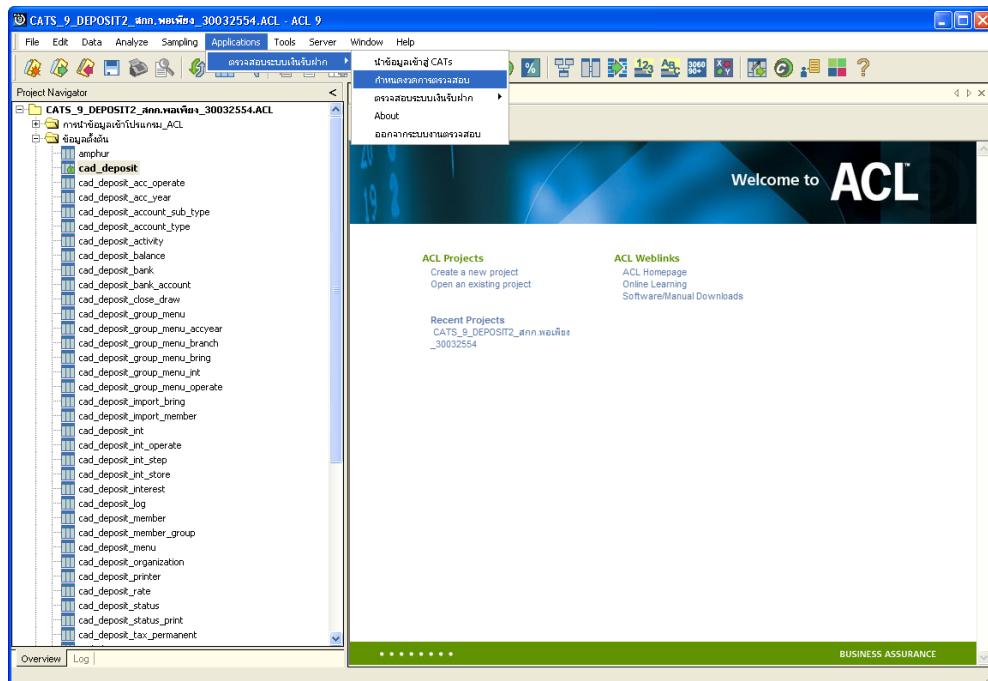 CATS_9_DEPOSIT2_สกก.พอเพียง_30032554.ACL - ACL 9
File Edit Data Analyze Sampling Applications Tools Server Window Help
ตรวจสอบระบบเงินรับฝาก
นำข้อมูลเข้าสู่ CATs
กำหนดงวดการตรวจสอบ
ตรวจสอบระบบเงินรับฝาก
About
ออกจากระบบงานตรวจสอบ
Project Navigator
CATS_9_DEPOSIT2_สกก.พอเพียง_30032554.ACL
การนำข้อมูลเข้าโปรแกรม_ACL
ข้อมูลตั้งต้น
amphur
cad_deposit
cad_deposit_acc_operate
cad_deposit_acc_year
cad_deposit_account_sub_type
cad_deposit_account_type
cad_deposit_activity
cad_deposit_balance
cad_deposit_bank
cad_deposit_bank_account
cad_deposit_close_draw
cad_deposit_group_menu
cad_deposit_group_menu_accyear
cad_deposit_group_menu_branch
cad_deposit_group_menu_bring
cad_deposit_group_menu_int
cad_deposit_group_menu_operate
cad_deposit_import_bring
cad_deposit_import_member
cad_deposit_int
cad_deposit_int_operate
cad_deposit_int_step
cad_deposit_int_store
cad_deposit_interest
cad_deposit_log
cad_deposit_member
cad_deposit_member_group
cad_deposit_menu
cad_deposit_organization
cad_deposit_printer
cad_deposit_rate
cad_deposit_status
cad_deposit_status_print
cad_deposit_tax_permanent
Overview Log
Welcome to ACL™
ACL Projects
Create a new project
Open an existing project
Recent Projects
CATS_9_DEPOSIT2_สกก.พอเพียง
_30032554
ACL Weblinks
ACL Homepage
Online Learning
Software/Manual Downloads
BUSINESS ASSURANCE